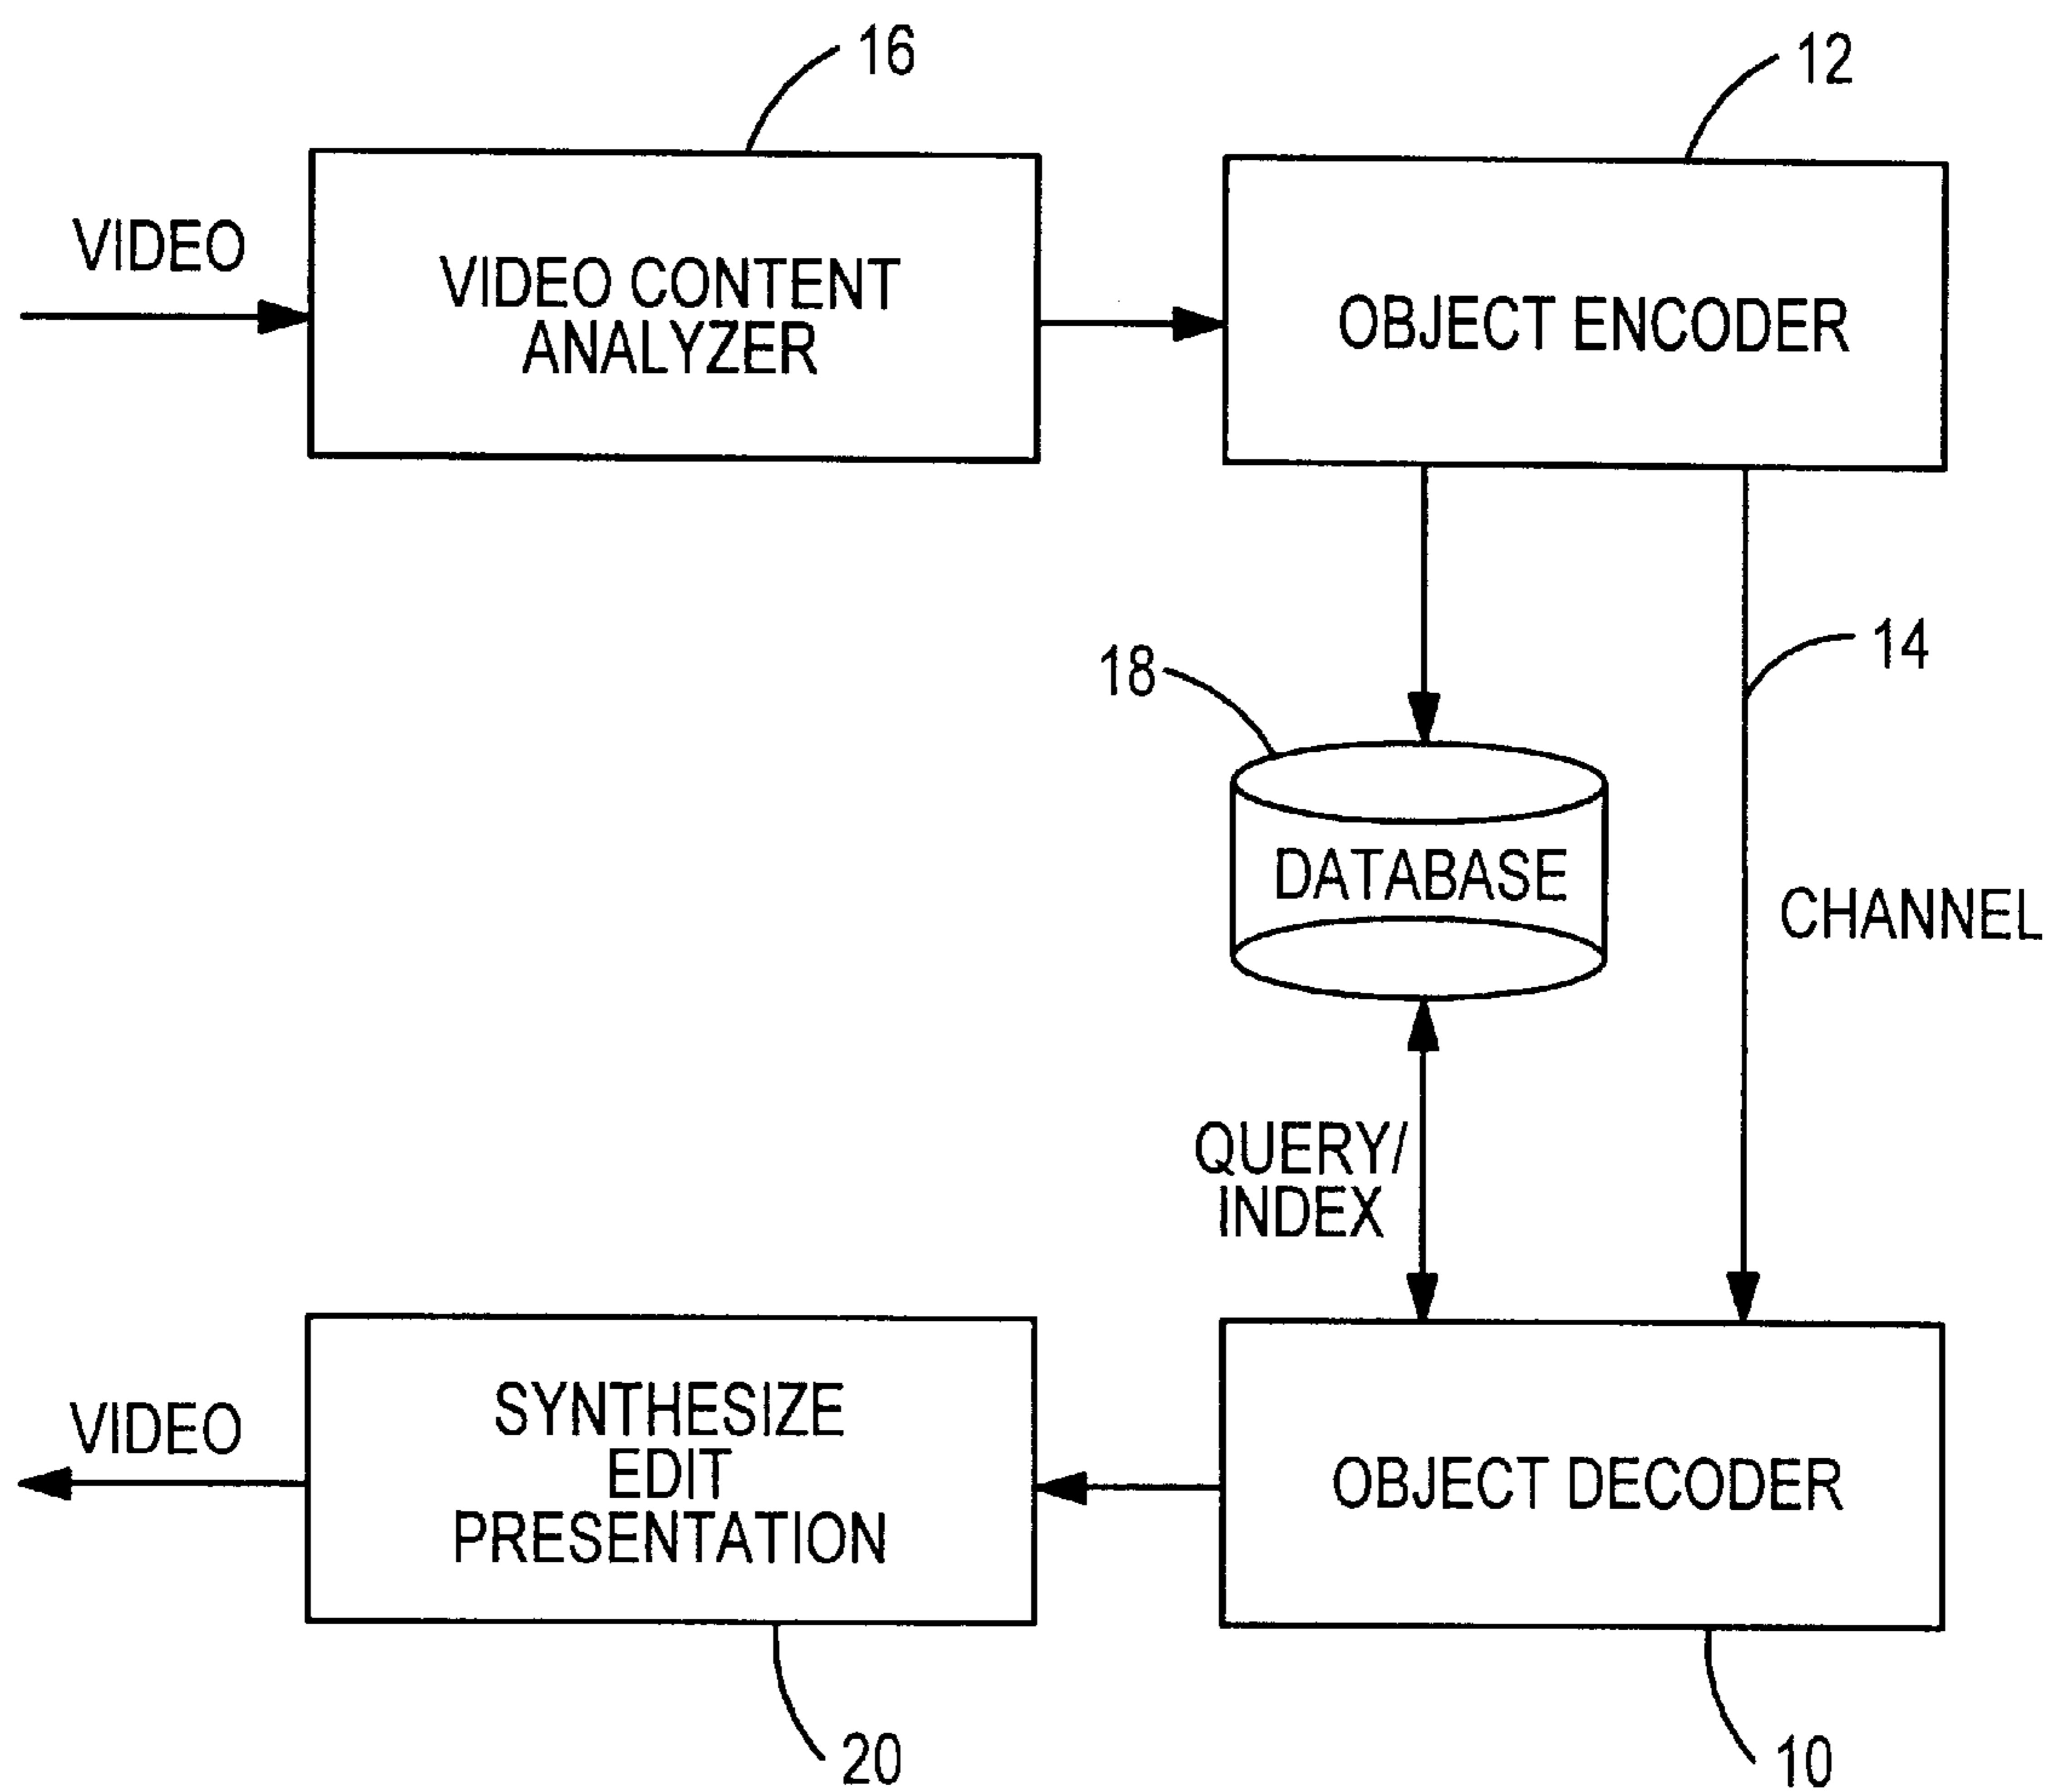 16
12
VIDEO
VIDEO CONTENT
ANALYZER
OBJECT ENCODER
14
18
DATABASE
CHANNEL
QUERY/
INDEX
VIDEO
SYNTHESIZE
EDIT
PRESENTATION
OBJECT DECODER
20
10